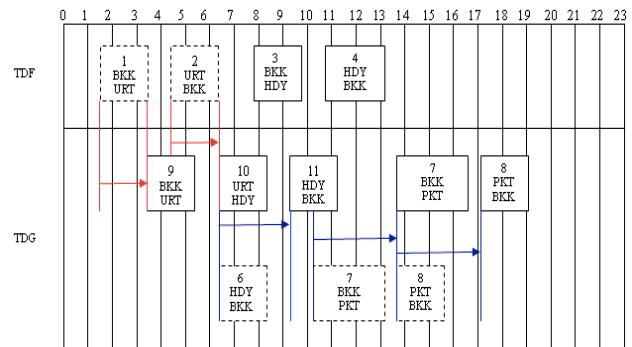 0 1 2 3 4 5 6 7 8 9 10 11 12 13 14 15 16 17 18 19 20 21 22 23
TDF
1
BKK
URT
2
URT
BKK
3
BKK
HDY
4
HDY
BKK
TDG
9
BKK
URT
10
URT
HDY
11
HDY
BKK
7
BKK
PKT
8
PKT
BKK
6
HDY
BKK
7
BKK
PKT
8
PKT
BKK